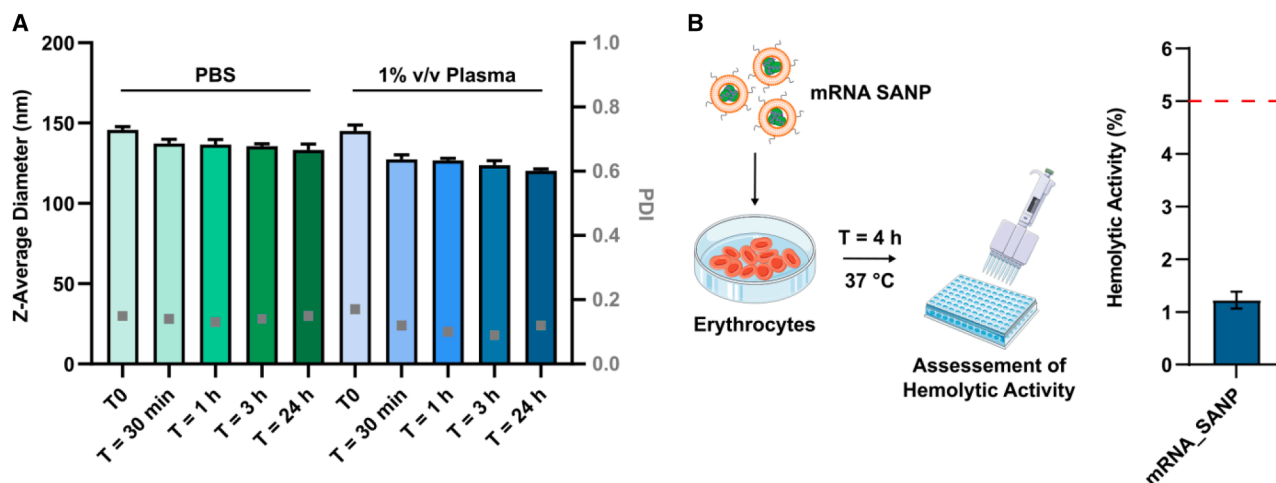 A
Z-Average Diameter (nm)
200
150
100
50
0
PBS
1% v/v Plasma
1.0
0.8
0.6
0.4
0.2
0.0
PDI
T0
T = 30 min
T = 1 h
T = 3 h
T = 24 h
T0
T = 30 min
T = 1 h
T = 3 h
T = 24 h
B
mRNA SANP
T = 4 h
37 °C
Erythrocytes
Assessement of
Hemolytic Activity
Hemolytic Activity (%)
6
5
4
3
2
1
0
mRNA_SANP